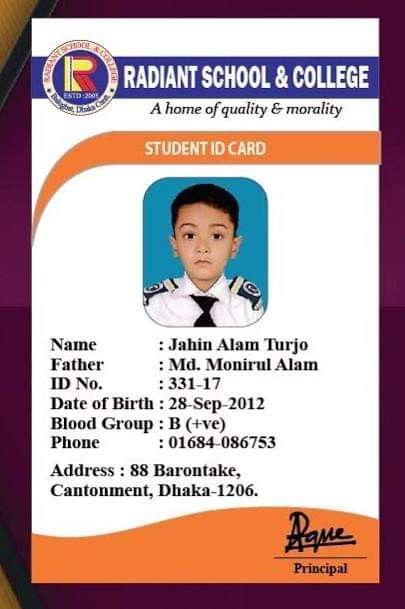 RADIANT SCHOOL & COLLEGE
ESTD :2005
Balughat, Dhaka Cantt.
RADIANT SCHOOL & COLLEGE
A home of quality & morality
STUDENT ID CARD
Name : Jahin Alam Turjo
Father : Md. Monirul Alam
ID No. : 331-17
Date of Birth : 28-Sep-2012
Blood Group : B (+ve)
Phone : 01684-086753
Address : 88 Barontake,
Cantonment, Dhaka-1206.
Principal